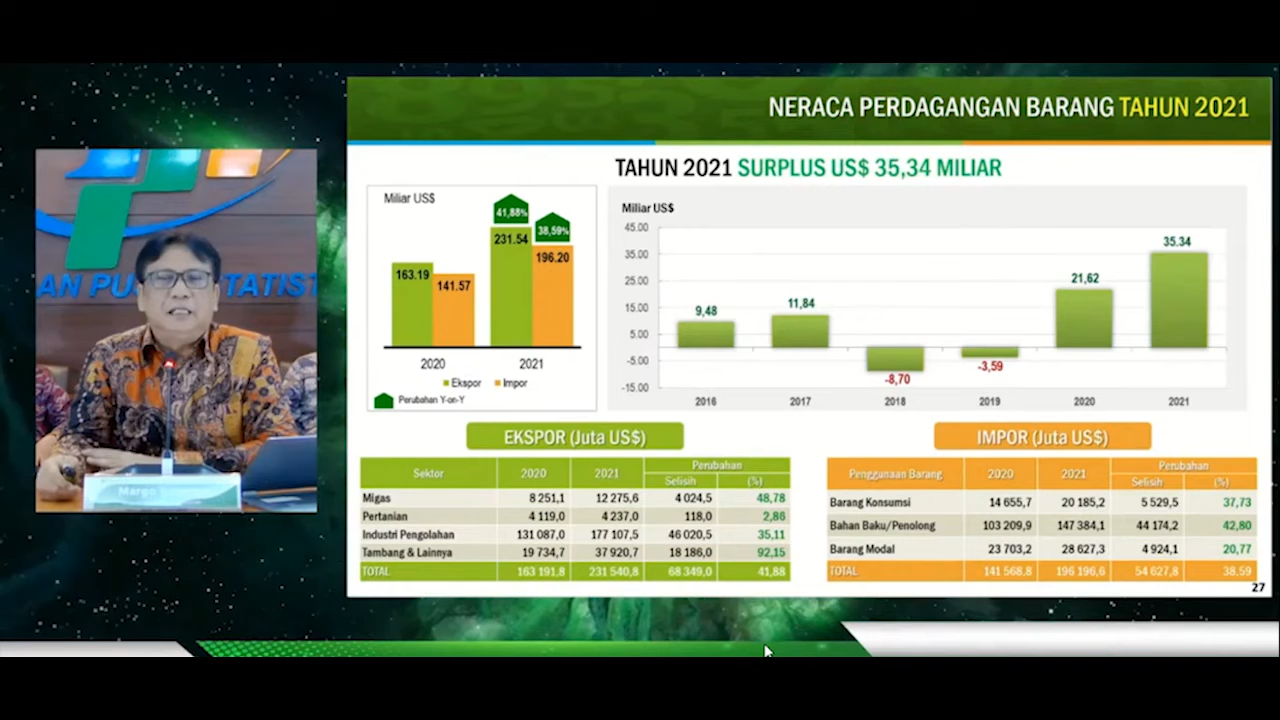 NERACA PERDAGANGAN BARANG TAHUN 2021
TAHUN 2021 SURPLUS US$ 35,34 MILIAR
Miliar US$
41,88%
38,59%
231.54
196.20
163.19
141.57
2020 2021
Ekspor Impor
Perubahan Y-on-Y
Miliar US$
45.00
35.00
25.00
15.00
5.00
-5.00
-15.00
9,48
11,84
-8,70
-3,59
21,62
35.34
2016 2017 2018 2019 2020 2021
EKSPOR (Juta US$)
Sektor 2020 2021 Perubahan
Selisih (%)
Migas 8 251,1 12 275,6 4 024,5 48,78
Pertanian 4 119,0 4 237,0 118,0 2,86
Industri Pengolahan 131 087,0 177 107,5 46 020,5 35,11
Tambang & Lainnya 19 734,7 37 920,7 18 186,0 92,15
TOTAL 163 191,8 231 540,8 68 349,0 41,88
IMPOR (Juta US$)
Penggunaan Barang 2020 2021 Perubahan
Selisih (%)
Barang Konsumsi 14 655,7 20 185,2 5 529,5 37,73
Bahan Baku/Penolong 103 209,9 147 384,1 44 174,2 42,80
Barang Modal 23 703,2 28 627,3 4 924,1 20,77
TOTAL 141 568,8 196 196,6 54 627,8 38.59
27